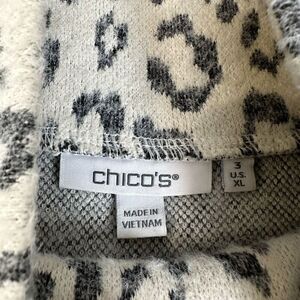 chico's®
3
U.S.
XL
MADE IN
VIETNAM